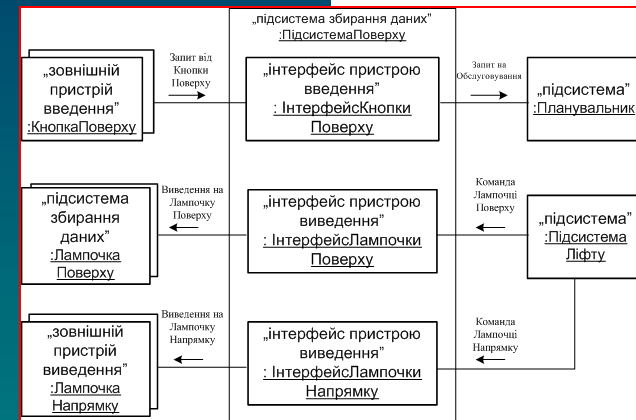 „підсистема збирання даних”
:ПідсистемаПоверху
„зовнішній
пристрій
введення”
:КнопкаПоверху
Запит від
Кнопки
Поверху
„інтерфейс пристрою
введення”
: ІнтерфейсКнопки
Поверху
Запит на
Обслуговування
„підсистема”
:Планувальник
„підсистема
збирання
даних”
:Лампочка
Поверху
Виведення на
Лампочку
Поверху
„інтерфейс пристрою
виведення”
: ІнтерфейсЛампочки
Поверху
Команда
Лампочці
Поверху
„підсистема”
:Підсистема
Ліфту
„зовнішній
пристрій
виведення”
:Лампочка
Напрямку
Виведення на
Лампочку
Напрямку
„інтерфейс пристрою
виведення”
: ІнтерфейсЛампочки
Напрямку
Команда
Лампочці
Напрямку